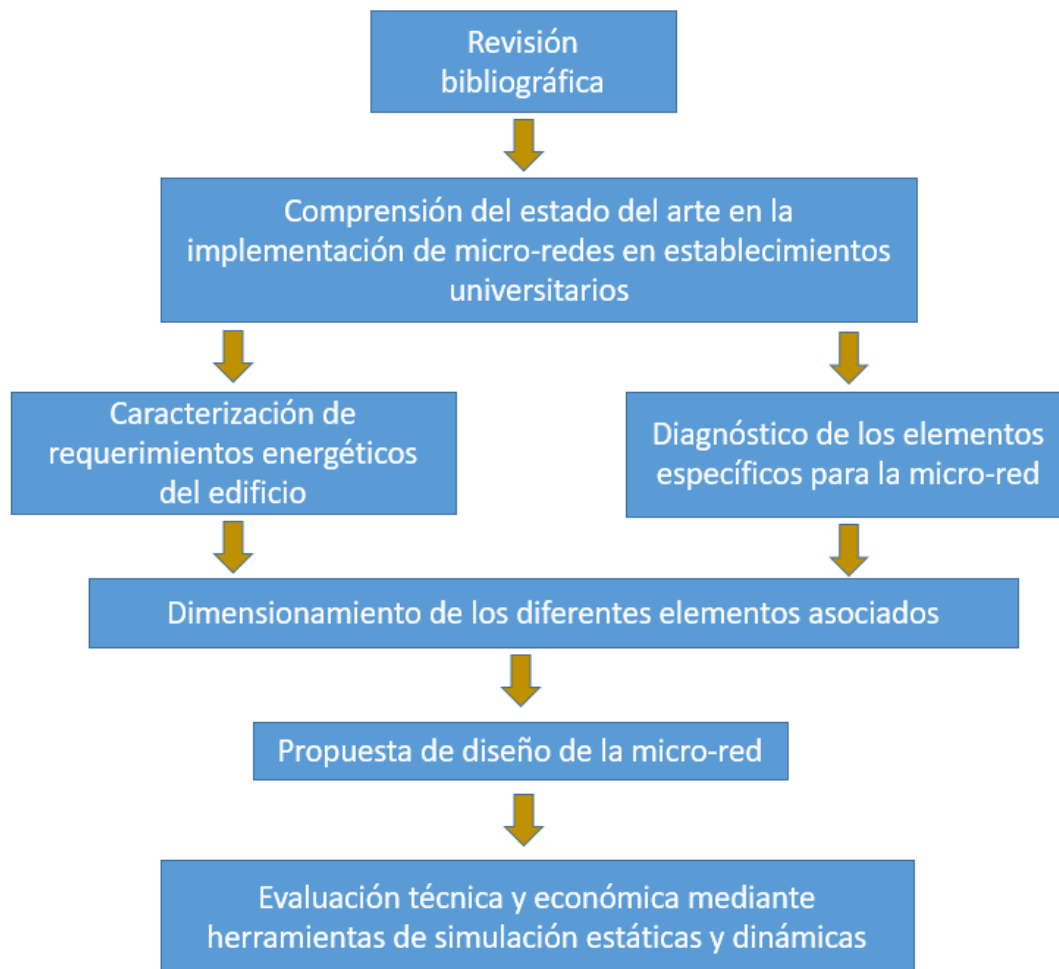 Revisión
bibliográfica
Comprensión del estado del arte en la
implementación de micro-redes en establecimientos
universitarios
Caracterización de
requerimientos energéticos
del edificio
Diagnóstico de los elementos
específicos para la micro-red
Dimensionamiento de los diferentes elementos asociados
Propuesta de diseño de la micro-red
Evaluación técnica y económica mediante
herramientas de simulación estáticas y dinámicas